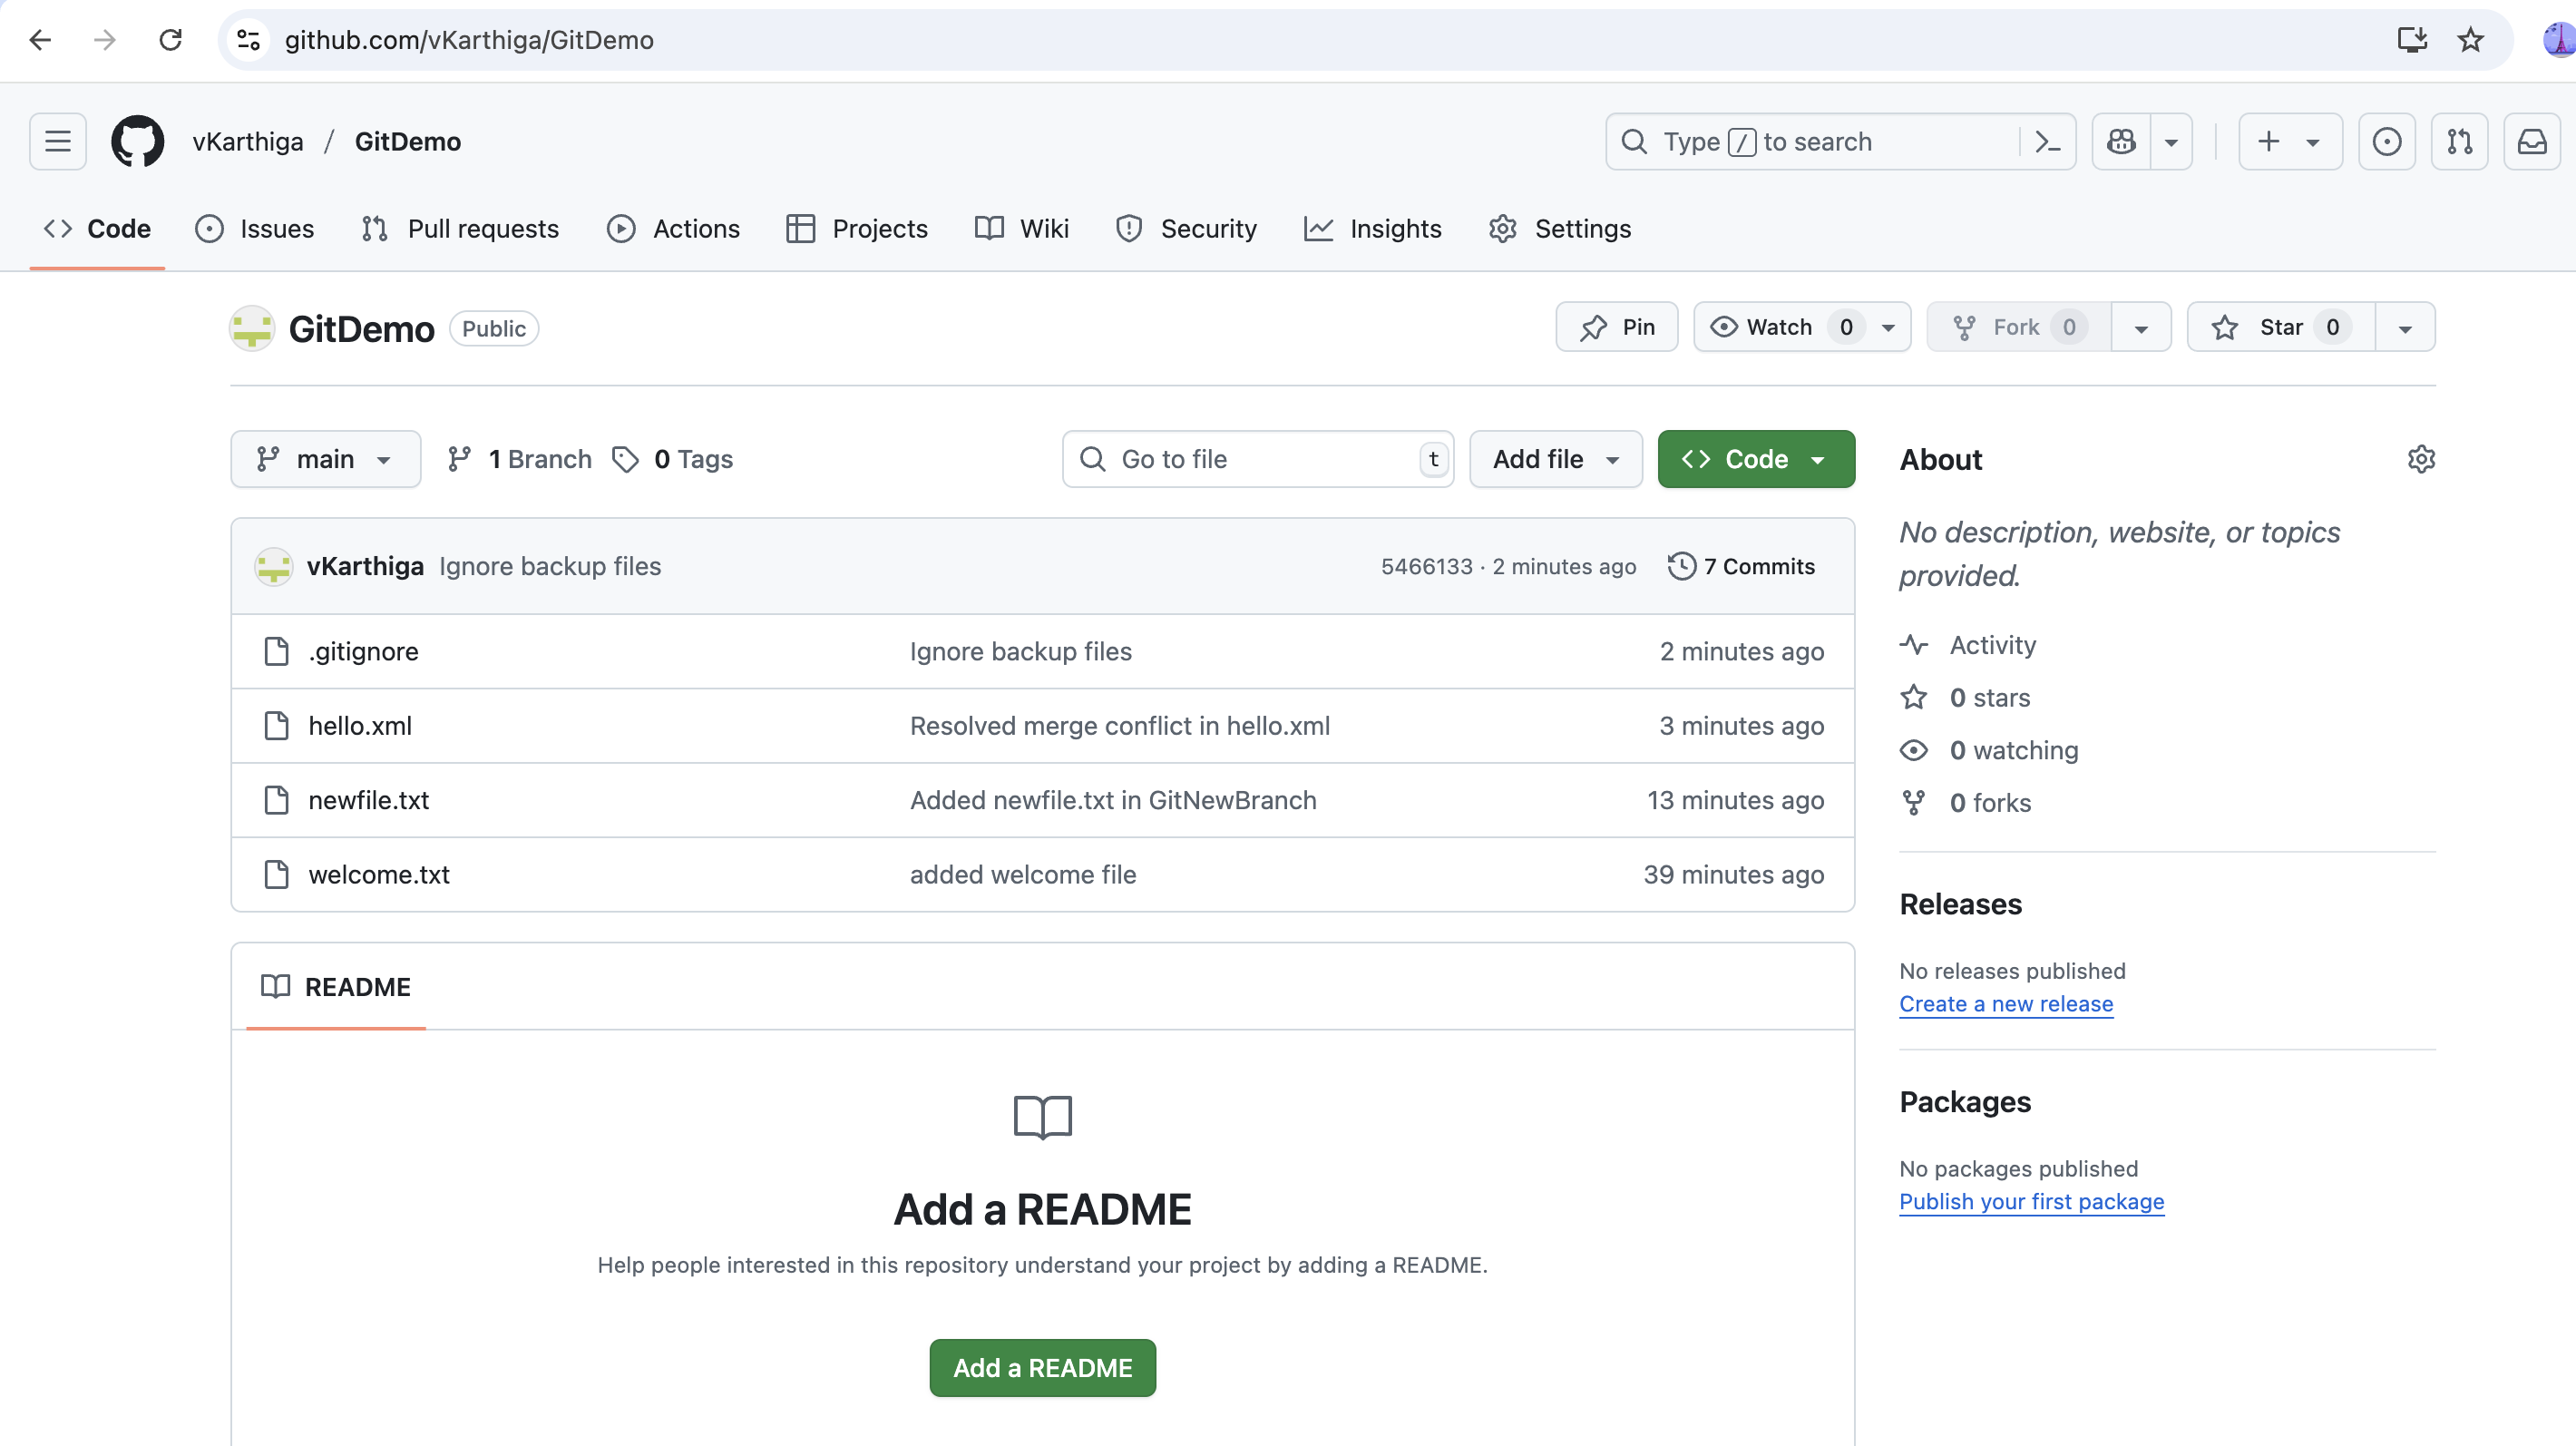 github.com/vKarthiga/GitDemo
vKarthiga / GitDemo
Type / to search
Code Issues Pull requests Actions Projects Wiki Security Insights Settings
GitDemo Public
Pin Watch 0 Fork 0 Star 0
main 1 Branch 0 Tags
Go to file t Add file Code
vKarthiga Ignore backup files 5466133 · 2 minutes ago 7 Commits
.gitignore Ignore backup files 2 minutes ago
hello.xml Resolved merge conflict in hello.xml 3 minutes ago
newfile.txt Added newfile.txt in GitNewBranch 13 minutes ago
welcome.txt added welcome file 39 minutes ago
README
Add a README
Help people interested in this repository understand your project by adding a README.
Add a README
About
No description, website, or topics
provided.
Activity
0 stars
0 watching
0 forks
Releases
No releases published
Create a new release
Packages
No packages published
Publish your first package